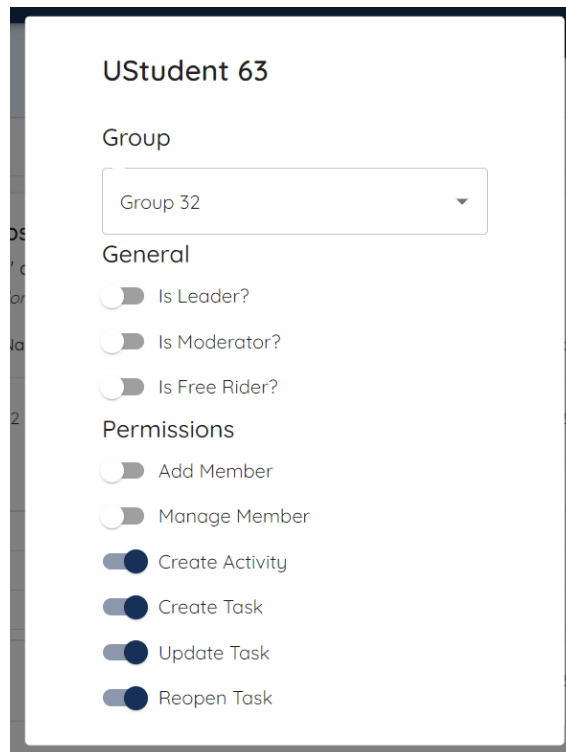 UStudent 63
Group
Group 32
General
Is Leader?
Is Moderator?
Is Free Rider?
Permissions
Add Member
Manage Member
Create Activity
Create Task
Update Task
Reopen Task